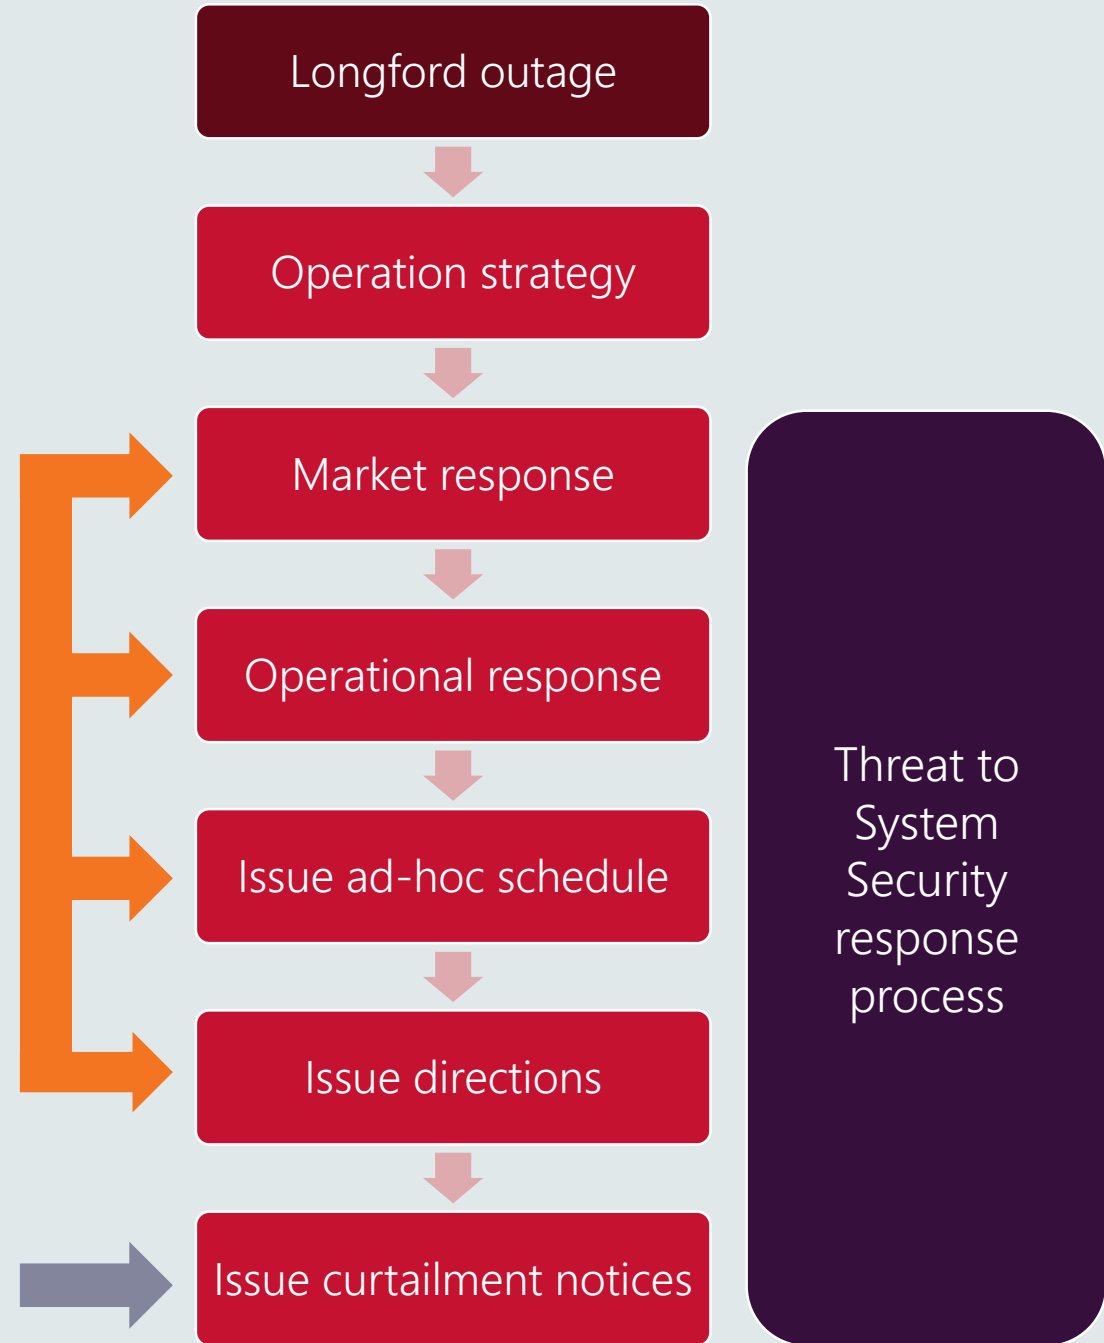 Longford outage
Operation strategy
Market response
Operational response
Issue ad-hoc schedule
Issue directions
Issue curtailment notices
Threat to
System
Security
response
process